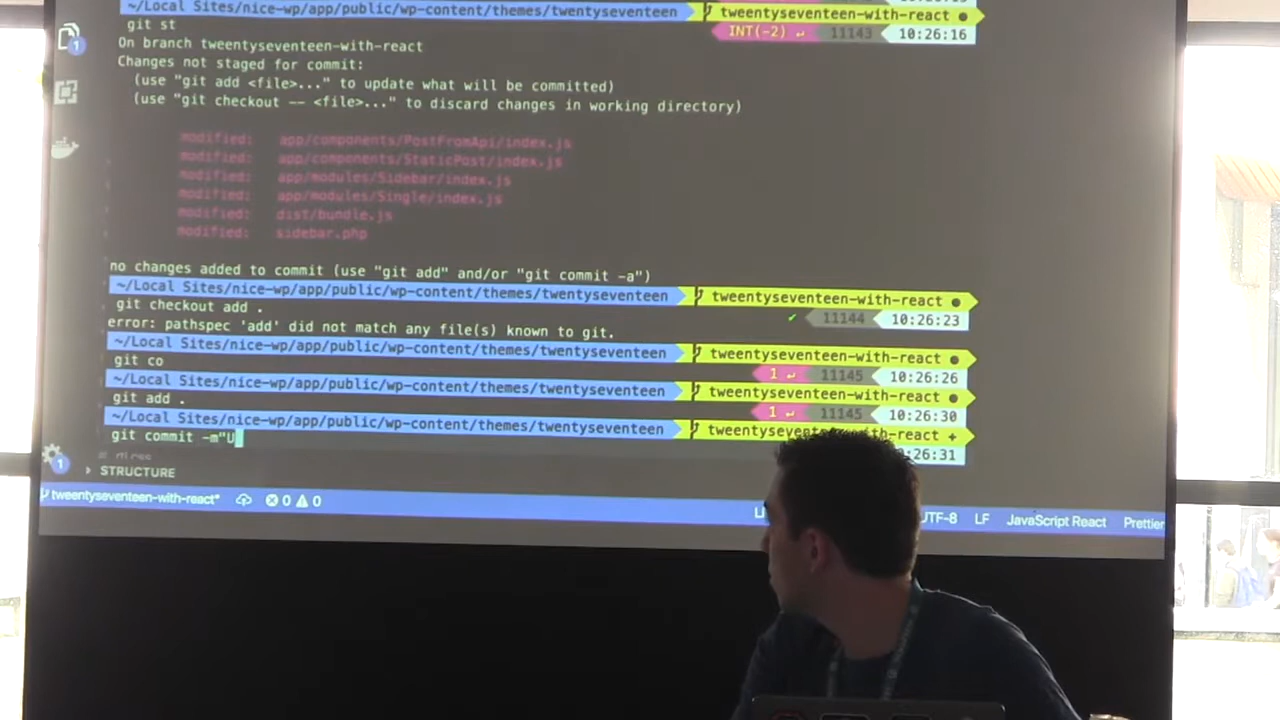 ~/Local Sites/nice-wp/app/public/wp-content/themes/twentyseventeen tweentyseventeen-with-react ●
git st INT(-2) ↵ 11143 10:26:16
On branch tweentyseventeen-with-react
Changes not staged for commit:
(use "git add <file>..." to update what will be committed)
(use "git checkout -- <file>..." to discard changes in working directory)
modified: app/components/PostFromApi/index.js
modified: app/components/StaticPost/index.js
modified: app/modules/Sidebar/index.js
modified: app/modules/Single/index.js
modified: dist/bundle.js
modified: sidebar.php
no changes added to commit (use "git add" and/or "git commit -a")
~/Local Sites/nice-wp/app/public/wp-content/themes/twentyseventeen tweentyseventeen-with-react ●
git checkout add . ✔ 11144 10:26:23
error: pathspec 'add' did not match any file(s) known to git.
~/Local Sites/nice-wp/app/public/wp-content/themes/twentyseventeen tweentyseventeen-with-react ●
git co 1 ↵ 11145 10:26:26
~/Local Sites/nice-wp/app/public/wp-content/themes/twentyseventeen tweentyseventeen-with-react ●
git add . 1 ↵ 11145 10:26:30
~/Local Sites/nice-wp/app/public/wp-content/themes/twentyseventeen tweentyseventeen-with-react +
git commit -m"U :26:31
1 STRUCTURE
tweentyseventeen-with-react* 0 0 UTF-8 LF JavaScript React Prettier
1